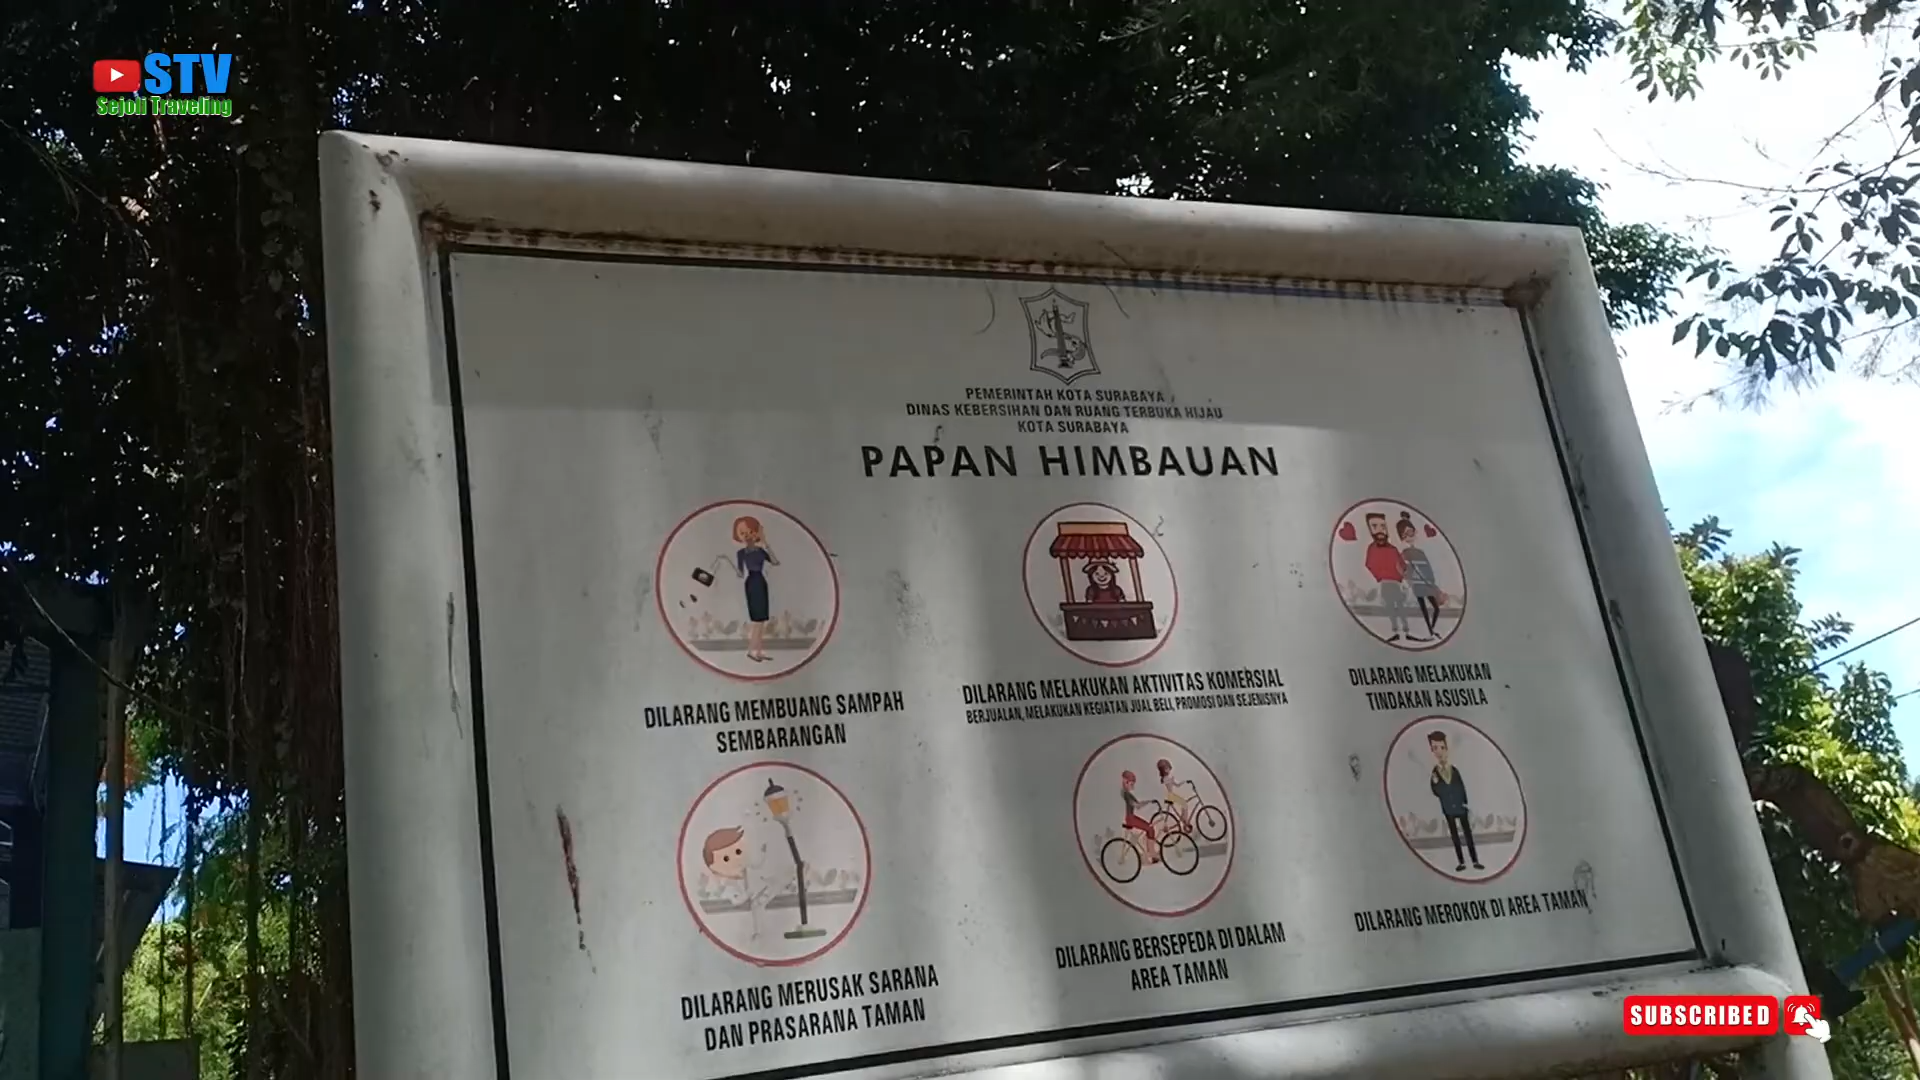 STV
Sejoli Traveling
PEMERINTAH KOTA SURABAYA
DINAS KEBERSIHAN DAN RUANG TERBUKA HIJAU
KOTA SURABAYA
PAPAN HIMBAUAN
DILARANG MEMBUANG SAMPAH
SEMBARANGAN
DILARANG MELAKUKAN AKTIVITAS KOMERSIAL
BERJUALAN, MELAKUKAN KEGIATAN JUAL BELI, PROMOSI DAN SEJENISNYA
DILARANG MELAKUKAN
TINDAKAN ASUSILA
DILARANG MERUSAK SARANA
DAN PRASARANA TAMAN
DILARANG BERSEPEDA DI DALAM
AREA TAMAN
DILARANG MEROKOK DI AREA TAMAN
SUBSCRIBED